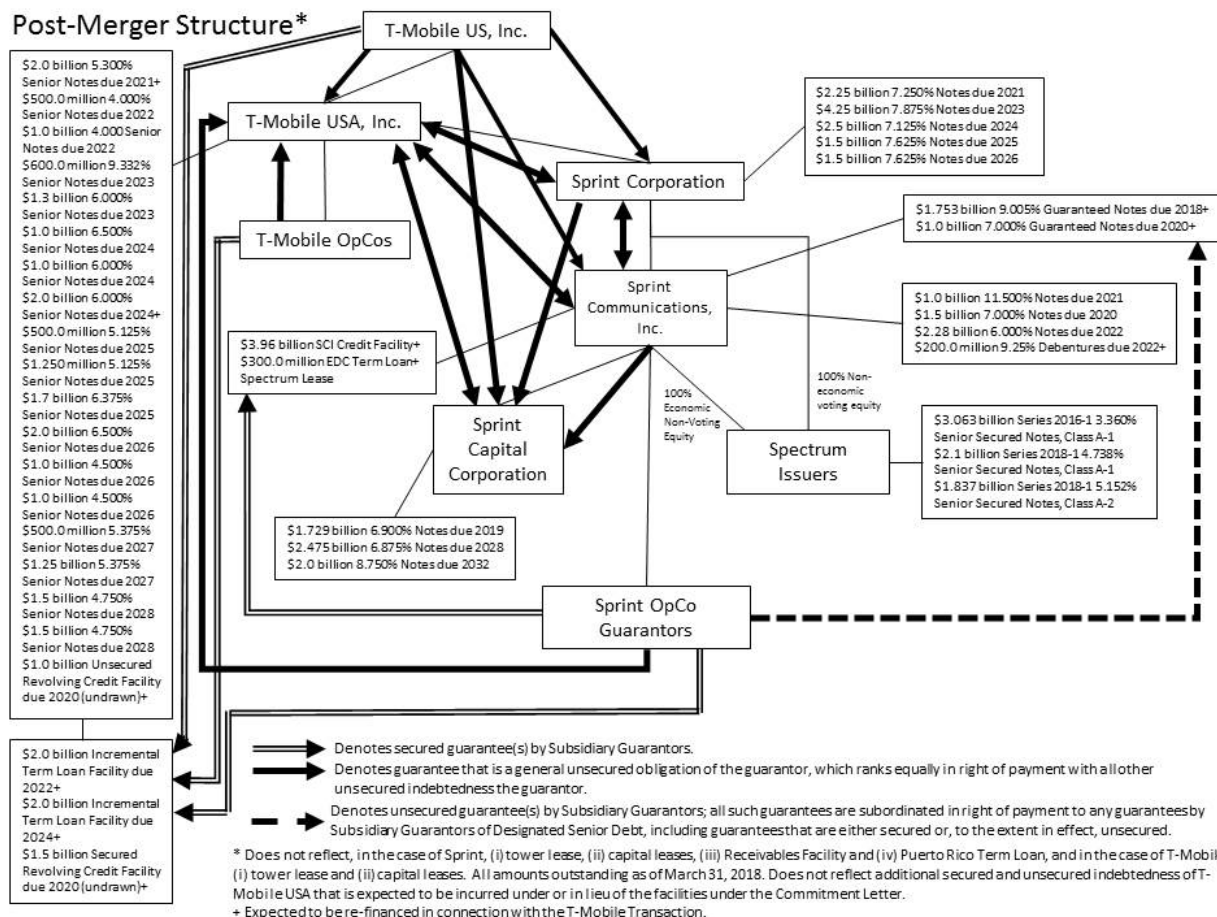 Post-Merger Structure*
$2.0 billion 5.300%
Senior Notes due 2021+
$500.0 million 4.000%
Senior Notes due 2022
$1.0 billion 4.000 Senior
Notes due 2022
$600.0 million 9.332%
Senior Notes due 2023
$1.3 billion 6.000%
Senior Notes due 2023
$1.0 billion 6.500%
Senior Notes due 2024
$1.0 billion 6.000%
Senior Notes due 2024
$2.0 billion 6.000%
Senior Notes due 2024+
$500.0 million 5.125%
Senior Notes due 2025
$1.250 million 5.125%
Senior Notes due 2025
$1.7 billion 6.375%
Senior Notes due 2025
$2.0 billion 6.500%
Senior Notes due 2026
$1.0 billion 4.500%
Senior Notes due 2026
$1.0 billion 4.500%
Senior Notes due 2026
$500.0 million 5.375%
Senior Notes due 2027
$1.25 billion 5.375%
Senior Notes due 2027
$1.5 billion 4.750%
Senior Notes due 2028
$1.5 billion 4.750%
Senior Notes due 2028
$1.0 billion Unsecured
Revolving Credit Facility
due 2020 (undrawn)+
$2.0 billion Incremental
Term Loan Facility due
2022+
$2.0 billion Incremental
Term Loan Facility due
2024+
$1.5 billion Secured
Revolving Credit Facility
due 2020 (undrawn)+
T-Mobile US, Inc.
T-Mobile USA, Inc.
T-Mobile OpCos
Sprint Corporation
$2.25 billion 7.250% Notes due 2021
$4.25 billion 7.875% Notes due 2023
$2.5 billion 7.125% Notes due 2024
$1.5 billion 7.625% Notes due 2025
$1.5 billion 7.625% Notes due 2026
$1.753 billion 9.005% Guaranteed Notes due 2018+
$1.0 billion 7.000% Guaranteed Notes due 2020+
Sprint
Communications,
Inc.
$1.0 billion 11.500% Notes due 2021
$1.5 billion 7.000% Notes due 2020
$2.28 billion 6.000% Notes due 2022
$200.0 million 9.25% Debentures due 2022+
$3.96 billion SCI Credit Facility+
$300.0 million EDC Term Loan+
Spectrum Lease
Sprint
Capital
Corporation
100%
Economic
Non-Voting
Equity
100% Non-
economic
voting equity
Spectrum
Issuers
$3.063 billion Series 2016-1 3.360%
Senior Secured Notes, Class A-1
$2.1 billion Series 2018-1 4.738%
Senior Secured Notes, Class A-1
$1.837 billion Series 2018-1 5.152%
Senior Secured Notes, Class A-2
$1.729 billion 6.900% Notes due 2019
$2.475 billion 6.875% Notes due 2028
$2.0 billion 8.750% Notes due 2032
Sprint OpCo
Guarantors
Denotes secured guarantee(s) by Subsidiary Guarantors.
Denotes guarantee that is a general unsecured obligation of the guarantor, which ranks equally in right of payment with all other
unsecured indebtedness the guarantor.
Denotes unsecured guarantee(s) by Subsidiary Guarantors; all such guarantees are subordinated in right of payment to any guarantees by
Subsidiary Guarantors of Designated Senior Debt, including guarantees that are either secured or, to the extent in effect, unsecured.
* Does not reflect, in the case of Sprint, (i) tower lease, (ii) capital leases, (iii) Receivables Facility and (iv) Puerto Rico Term Loan, and in the case of T-Mobil
(i) tower lease and (ii) capital leases. All amounts outstanding as of March 31, 2018. Does not reflect additional secured and unsecured indebtedness of T-
Mobile USA that is expected to be incurred under or in lieu of the facilities under the Commitment Letter.
+ Expected to be re-financed in connection with the T-Mobile Transaction.